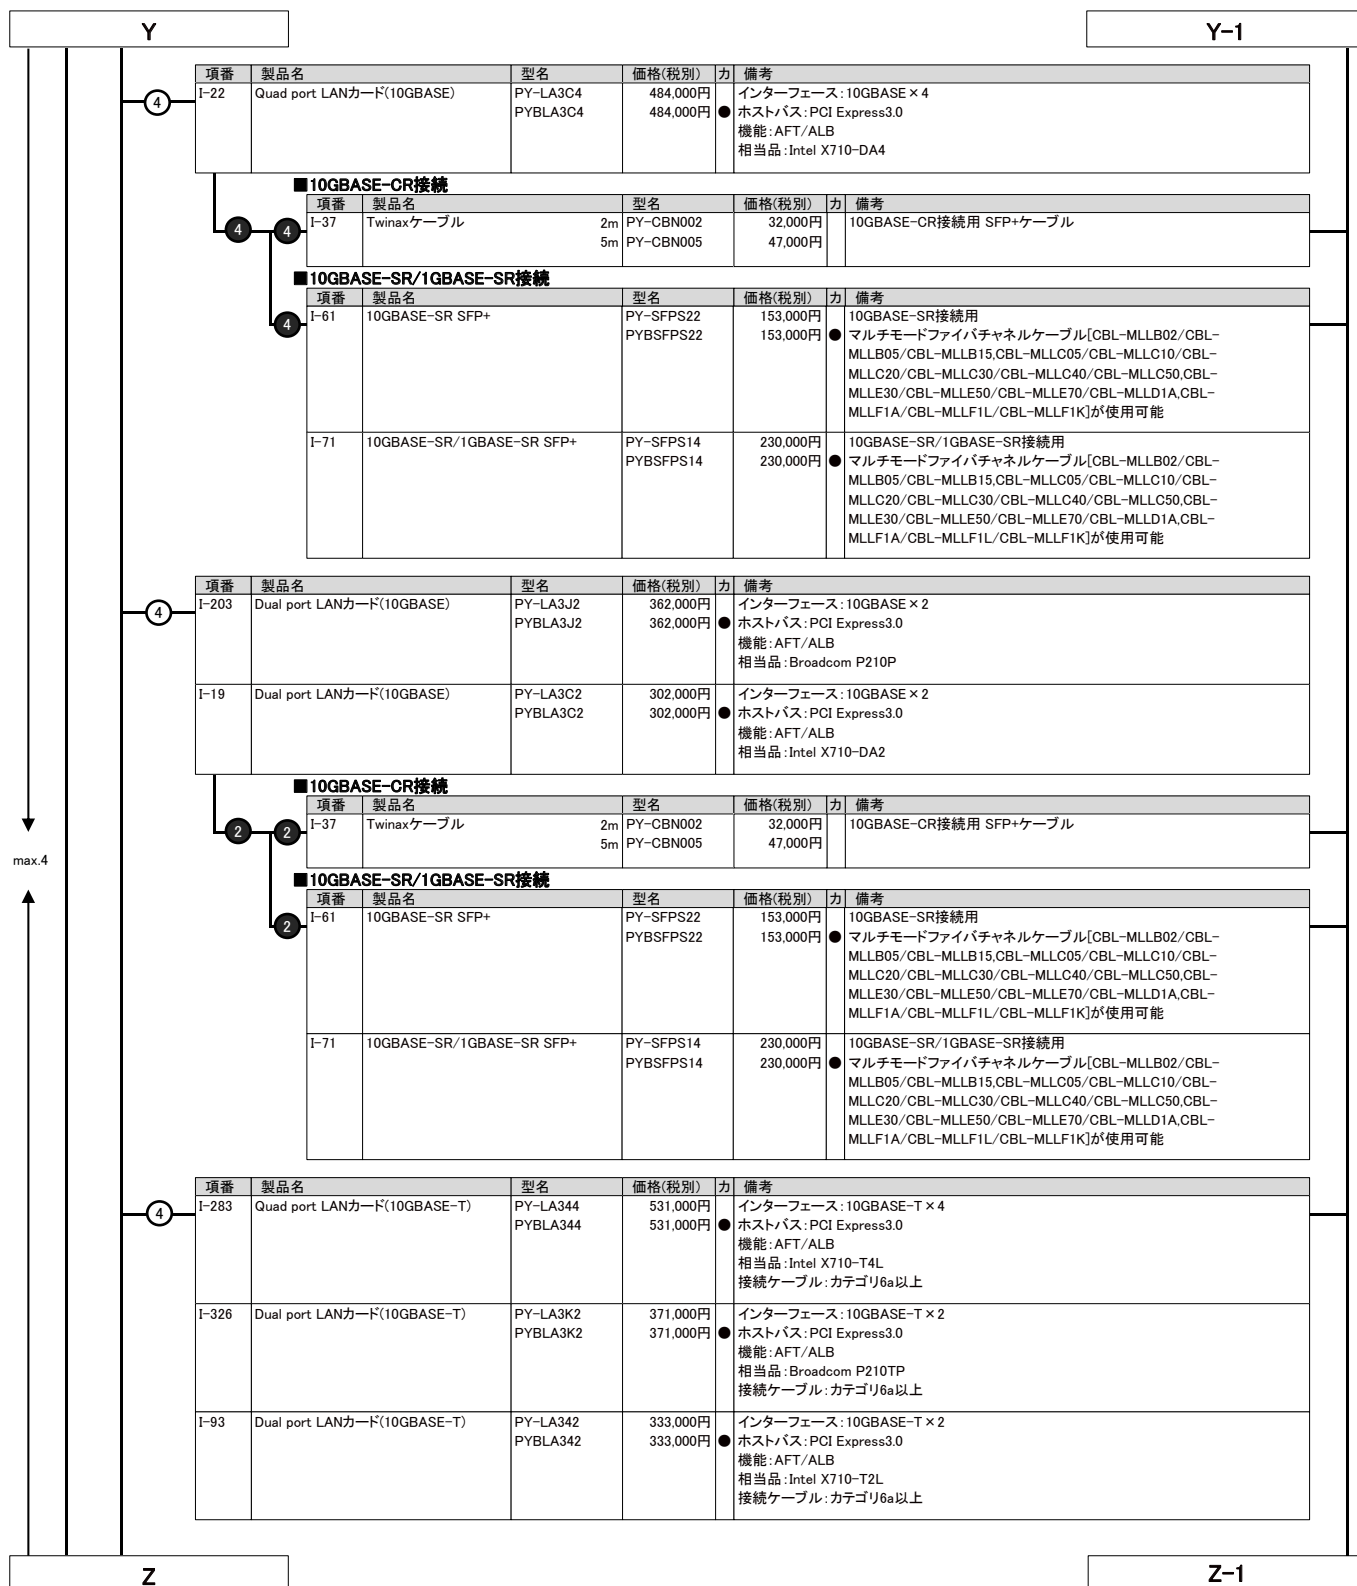 Y
Y-1
項番 製品名 型名 価格(税別) カ 備考
I-22 Quad port LANカード(10GBASE) PY-LA3C4 484,000円 インターフェース:10GBASE×4
4
PYBLA3C4 484,000円 ● ホストバス:PCI Express3.0
機能:AFT/ALB
相当品:Intel X710-DA4
■10GBASE-CR接続
項番 製品名 型名 価格(税別) カ 備考
4 4 I-37 Twinaxケーブル 2m PY-CBN002 32,000円 10GBASE-CR接続用 SFP+ケーブル
5m PY-CBN005 47,000円
■10GBASE-SR/1GBASE-SR接続
項番 製品名 型名 価格(税別) カ 備考
4 I-61 10GBASE-SR SFP+ PY-SFPS22 153,000円 10GBASE-SR接続用
PYBSFPS22 153,000円 ● マルチモードファイバチャネルケーブル[CBL-MLLB02/CBL-
MLLB05/CBL-MLLB15,CBL-MLLC05/CBL-MLLC10/CBL-
MLLC20/CBL-MLLC30/CBL-MLLC40/CBL-MLLC50,CBL-
MLLE30/CBL-MLLE50/CBL-MLLE70/CBL-MLLD1A,CBL-
MLLF1A/CBL-MLLF1L/CBL-MLLF1K]が使用可能
I-71 10GBASE-SR/1GBASE-SR SFP+ PY-SFPS14 230,000円 10GBASE-SR/1GBASE-SR接続用
PYBSFPS14 230,000円 ● マルチモードファイバチャネルケーブル[CBL-MLLB02/CBL-
MLLB05/CBL-MLLB15,CBL-MLLC05/CBL-MLLC10/CBL-
MLLC20/CBL-MLLC30/CBL-MLLC40/CBL-MLLC50,CBL-
MLLE30/CBL-MLLE50/CBL-MLLE70/CBL-MLLD1A,CBL-
MLLF1A/CBL-MLLF1L/CBL-MLLF1K]が使用可能
項番 製品名 型名 価格(税別) カ 備考
4 I-203 Dual port LANカード(10GBASE) PY-LA3J2 362,000円 インターフェース:10GBASE×2
PYBLA3J2 362,000円 ● ホストバス:PCI Express3.0
機能:AFT/ALB
相当品:Broadcom P210P
I-19 Dual port LANカード(10GBASE) PY-LA3C2 302,000円 インターフェース:10GBASE×2
PYBLA3C2 302,000円 ● ホストバス:PCI Express3.0
機能:AFT/ALB
相当品:Intel X710-DA2
■10GBASE-CR接続
項番 製品名 型名 価格(税別) カ 備考
2 2 I-37 Twinaxケーブル 2m PY-CBN002 32,000円 10GBASE-CR接続用 SFP+ケーブル
5m PY-CBN005 47,000円
max.4
■10GBASE-SR/1GBASE-SR接続
項番 製品名 型名 価格(税別) カ 備考
2 I-61 10GBASE-SR SFP+ PY-SFPS22 153,000円 10GBASE-SR接続用
PYBSFPS22 153,000円 ● マルチモードファイバチャネルケーブル[CBL-MLLB02/CBL-
MLLB05/CBL-MLLB15,CBL-MLLC05/CBL-MLLC10/CBL-
MLLC20/CBL-MLLC30/CBL-MLLC40/CBL-MLLC50,CBL-
MLLE30/CBL-MLLE50/CBL-MLLE70/CBL-MLLD1A,CBL-
MLLF1A/CBL-MLLF1L/CBL-MLLF1K]が使用可能
I-71 10GBASE-SR/1GBASE-SR SFP+ PY-SFPS14 230,000円 10GBASE-SR/1GBASE-SR接続用
PYBSFPS14 230,000円 ● マルチモードファイバチャネルケーブル[CBL-MLLB02/CBL-
MLLB05/CBL-MLLB15,CBL-MLLC05/CBL-MLLC10/CBL-
MLLC20/CBL-MLLC30/CBL-MLLC40/CBL-MLLC50,CBL-
MLLE30/CBL-MLLE50/CBL-MLLE70/CBL-MLLD1A,CBL-
MLLF1A/CBL-MLLF1L/CBL-MLLF1K]が使用可能
項番 製品名 型名 価格(税別) カ 備考
4 I-283 Quad port LANカード(10GBASE-T) PY-LA344 531,000円 インターフェース:10GBASE-T×4
PYBLA344 531,000円 ● ホストバス:PCI Express3.0
機能:AFT/ALB
相当品:Intel X710-T4L
接続ケーブル:カテゴリ6a以上
I-326 Dual port LANカード(10GBASE-T) PY-LA3K2 371,000円 インターフェース:10GBASE-T×2
PYBLA3K2 371,000円 ● ホストバス:PCI Express3.0
機能:AFT/ALB
相当品:Broadcom P210TP
接続ケーブル:カテゴリ6a以上
I-93 Dual port LANカード(10GBASE-T) PY-LA342 333,000円 インターフェース:10GBASE-T×2
PYBLA342 333,000円 ● ホストバス:PCI Express3.0
機能:AFT/ALB
相当品:Intel X710-T2L
接続ケーブル:カテゴリ6a以上
Z
Z-1